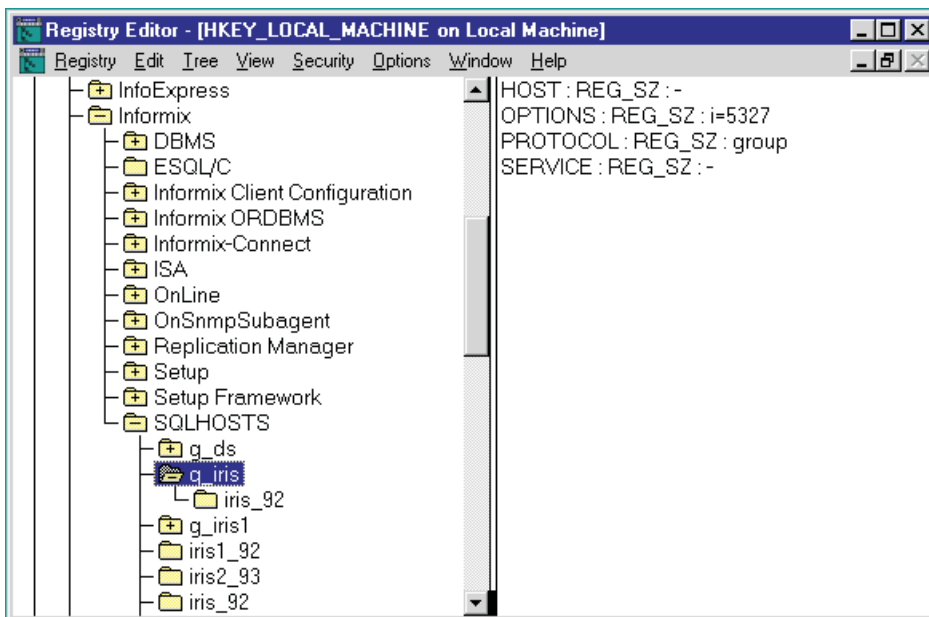 Registry Editor - [HKEY_LOCAL_MACHINE on Local Machine]
Registry Edit Tree View Security Options Window Help
InfoExpress
Informix
DBMS
ESQL/C
Informix Client Configuration
Informix ORDBMS
Informix-Connect
ISA
OnLine
OnSnmpSubagent
Replication Manager
Setup
Setup Framework
SQLHOSTS
g_ds
g_iris
iris_92
g_iris1
iris1_92
iris2_93
iris_92
HOST : REG_SZ : -
OPTIONS : REG_SZ : i=5327
PROTOCOL : REG_SZ : group
SERVICE : REG_SZ : -